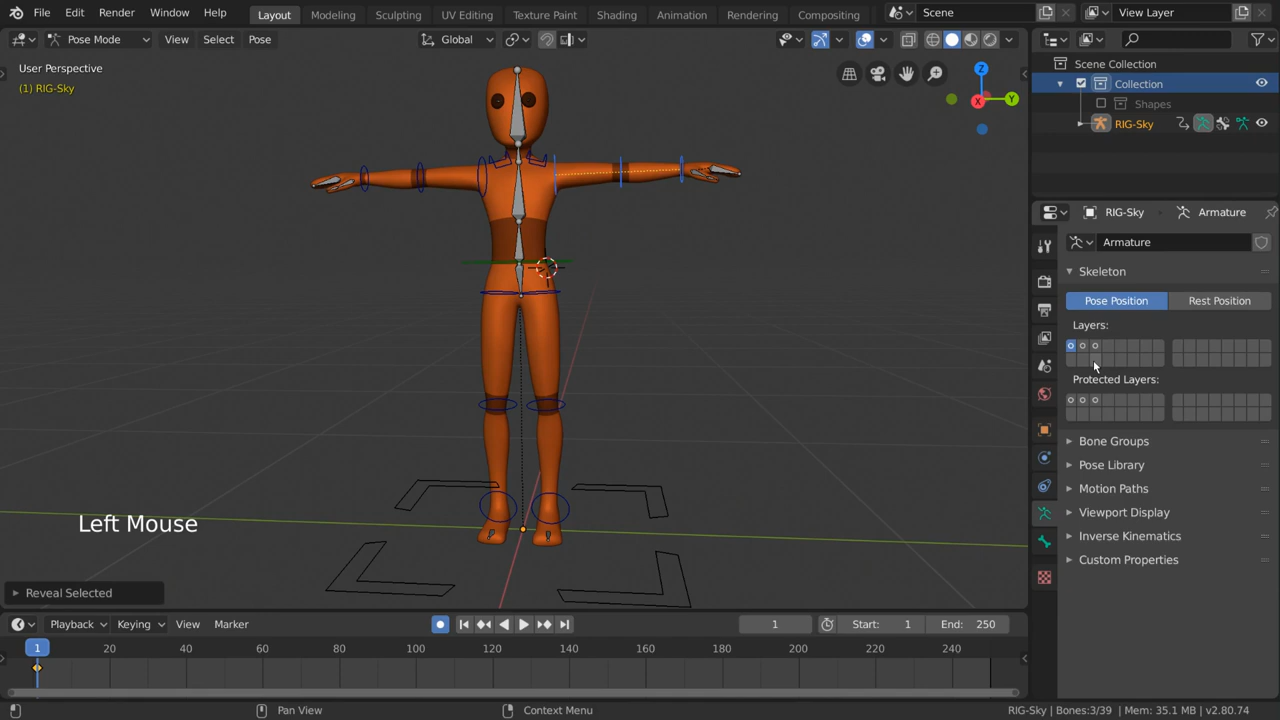 File Edit Render Window Help Layout Modeling Sculpting UV Editing Texture Paint Shading Animation Rendering Compositing Scene View Layer
Pose Mode View Select Pose Global
User Perspective
(1) RIG-Sky
Z
X
Y
Scene Collection
Collection
Shapes
RIG-Sky
RIG-Sky Armature
Armature
Skeleton
Pose Position Rest Position
Layers:
Protected Layers:
Bone Groups
Pose Library
Motion Paths
Viewport Display
Inverse Kinematics
Custom Properties
Left Mouse
Reveal Selected
Playback Keying View Marker 1 Start: 1 End: 250
1 20 40 60 80 100 120 140 160 180 200 220 240
Pan View Context Menu RIG-Sky | Bones:3/39 | Mem: 35.1 MB | v2.80.74